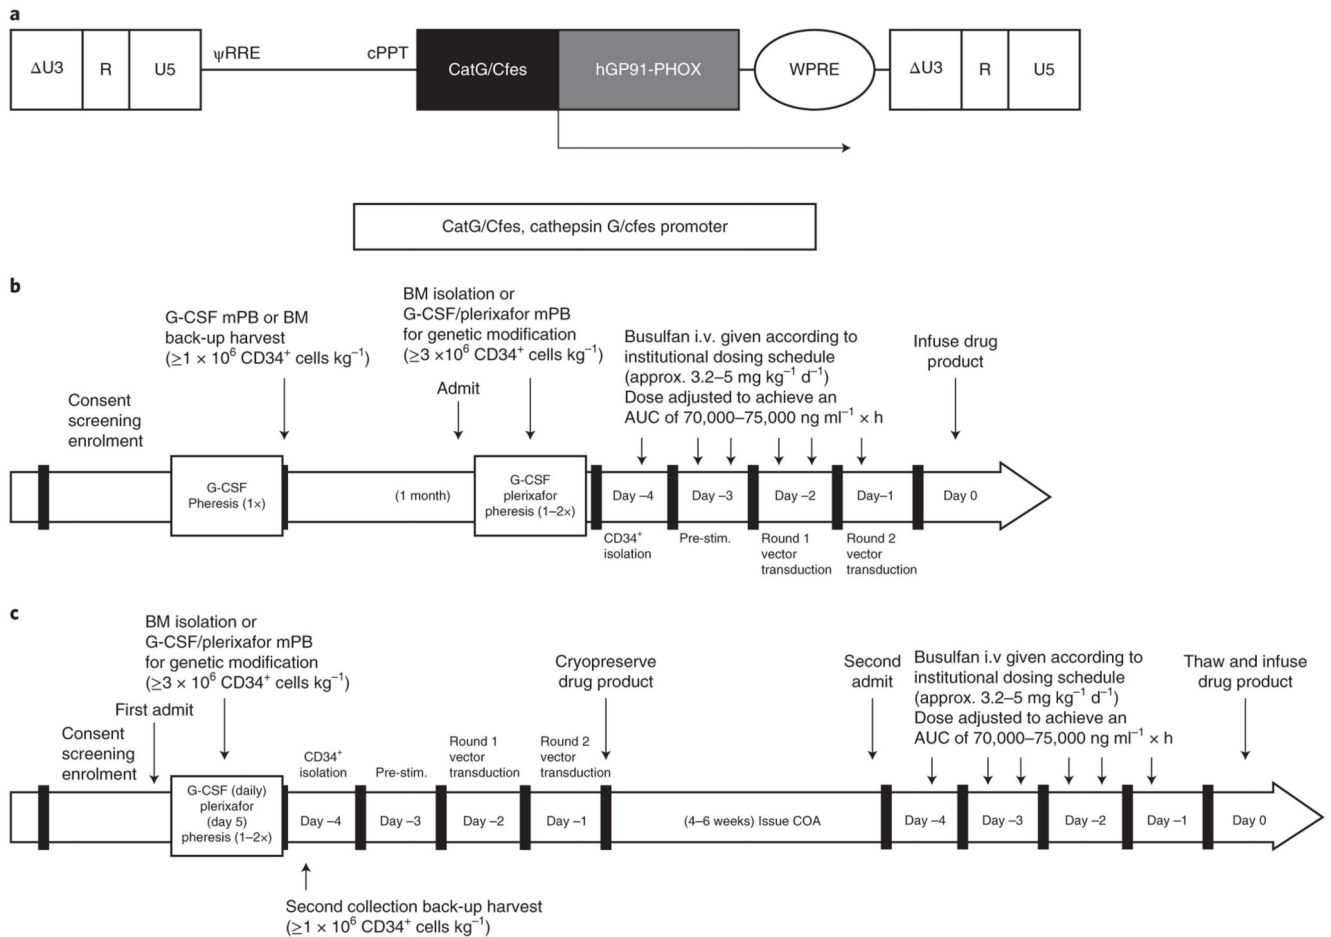 a
ΔU3 R U5 ψRRE cPPT CatG/Cfes hGP91-PHOX WPRE ΔU3 R U5
CatG/Cfes, cathepsin G/cfes promoter
b
Consent
screening
enrolment
G-CSF mPB or BM
back-up harvest
(≥1 × 10⁶ CD34⁺ cells kg⁻¹)
BM isolation or
G-CSF/plerixafor mPB
for genetic modification
(≥3 ×10⁶ CD34⁺ cells kg⁻¹)
Admit
Busulfan i.v. given according to
institutional dosing schedule
(approx. 3.2–5 mg kg⁻¹ d⁻¹)
Dose adjusted to achieve an
AUC of 70,000–75,000 ng ml⁻¹ × h
Infuse drug
product
G-CSF
Pheresis (1×)
(1 month)
G-CSF
plerixafor
pheresis (1–2×)
Day –4
Day –3
Day –2
Day–1
Day 0
CD34⁺
isolation
Pre-stim.
Round 1
vector
transduction
Round 2
vector
transduction
c
BM isolation or
G-CSF/plerixafor mPB
for genetic modification
(≥3 × 10⁶ CD34⁺ cells kg⁻¹)
First admit
Consent
screening
enrolment
Cryopreserve
drug product
Second
admit
Busulfan i.v given according to
institutional dosing schedule
(approx. 3.2–5 mg kg⁻¹ d⁻¹)
Dose adjusted to achieve an
AUC of 70,000–75,000 ng ml⁻¹ × h
Thaw and infuse
drug product
CD34⁺
isolation
Pre-stim.
Round 1
vector
transduction
Round 2
vector
transduction
G-CSF (daily)
plerixafor
(day 5)
pheresis (1–2×)
Day –4
Day –3
Day –2
Day –1
(4–6 weeks) Issue COA
Day –4
Day –3
Day –2
Day –1
Day 0
Second collection back-up harvest
(≥1 × 10⁶ CD34⁺ cells kg⁻¹)